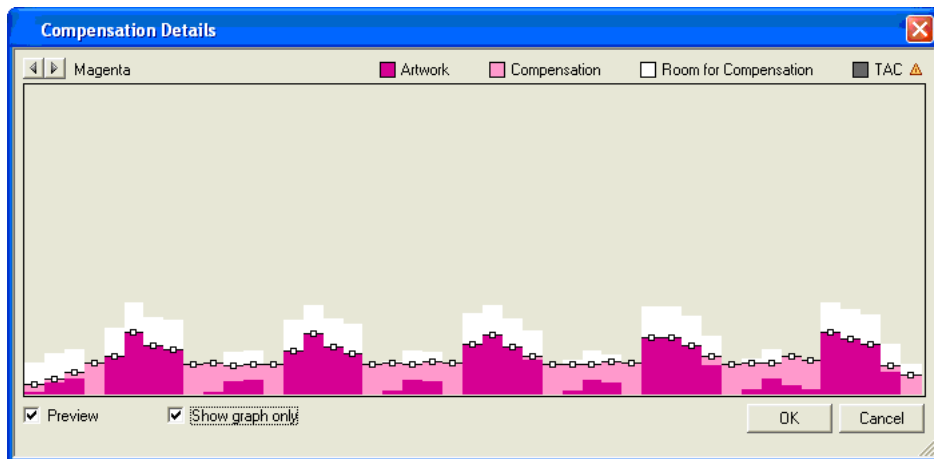 Compensation Details
Magenta Artwork Compensation Room for Compensation TAC
Preview Show graph only OK Cancel